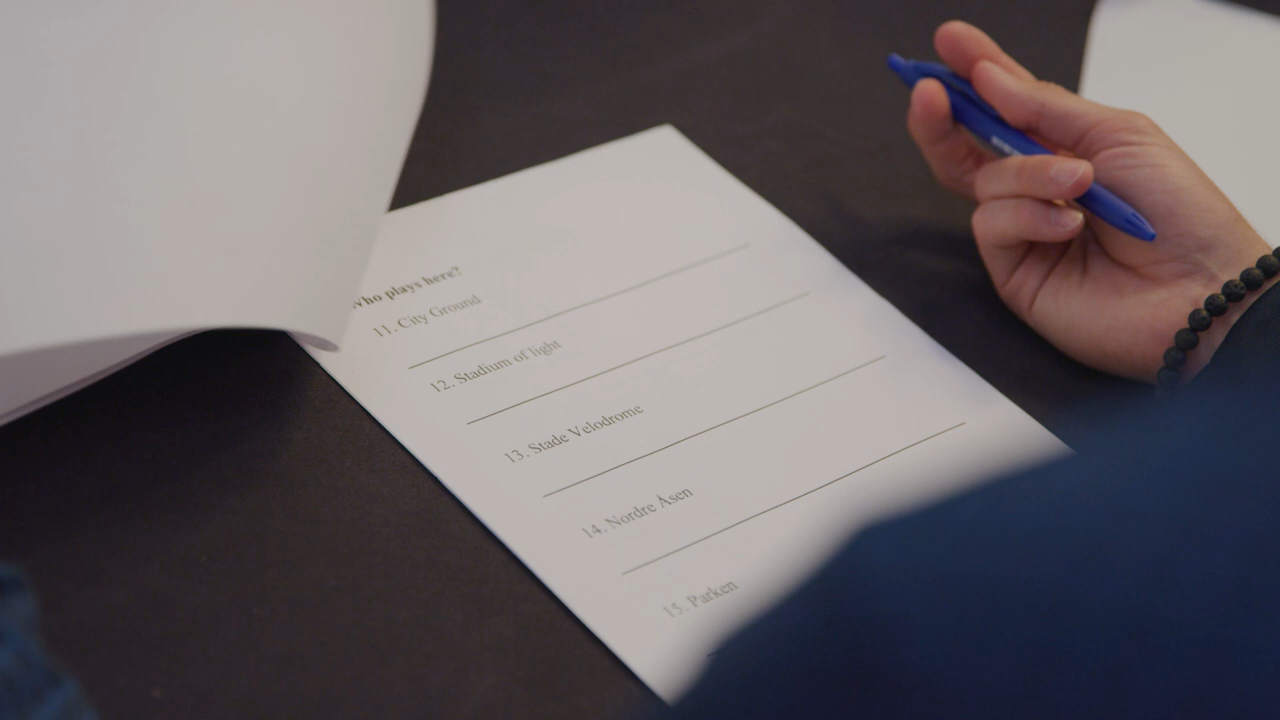 Who plays here?
11. City Ground
12. Stadium of light
13. Stade Velodrome
14. Nordre Åsen
15. Parken